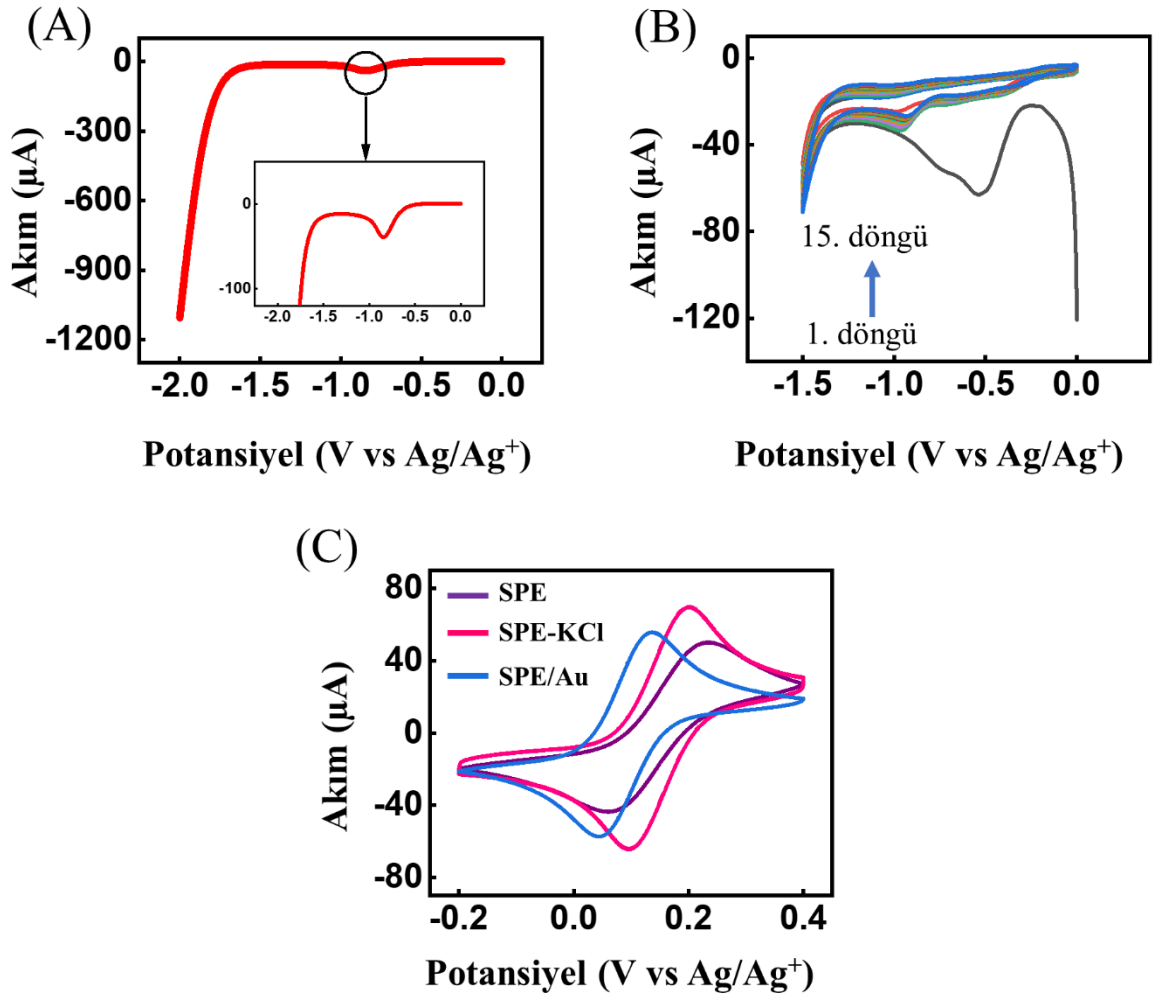 (A)
0
-300
-600
-900
-1200
Akım (µA)
0
-100
-2.0 -1.5 -1.0 -0.5 0.0
-2.0 -1.5 -1.0 -0.5 0.0
Potansiyel (V vs Ag/Ag⁺)
(B)
0
-40
-80
-120
Akım (µA)
15. döngü
1. döngü
-1.5 -1.0 -0.5 0.0
Potansiyel (V vs Ag/Ag⁺)
(C)
80
40
0
-40
-80
Akım (µA)
SPE
SPE-KCl
SPE/Au
-0.2 0.0 0.2 0.4
Potansiyel (V vs Ag/Ag⁺)